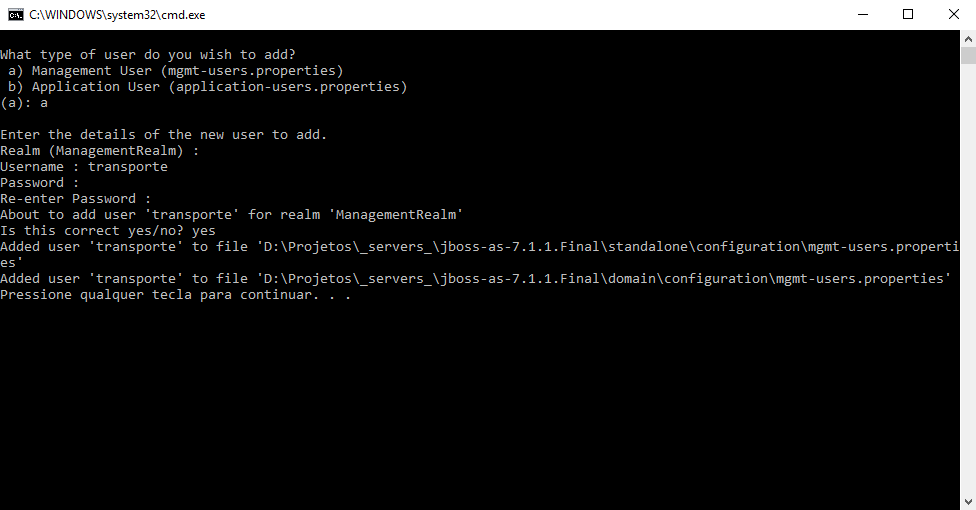 C:\WINDOWS\system32\cmd.exe
What type of user do you wish to add?
 a) Management User (mgmt-users.properties)
 b) Application User (application-users.properties)
(a): a
Enter the details of the new user to add.
Realm (ManagementRealm) :
Username : transporte
Password :
Re-enter Password :
About to add user 'transporte' for realm 'ManagementRealm'
Is this correct yes/no? yes
Added user 'transporte' to file 'D:\Projetos\_servers_\jboss-as-7.1.1.Final\standalone\configuration\mgmt-users.properti
es'
Added user 'transporte' to file 'D:\Projetos\_servers_\jboss-as-7.1.1.Final\domain\configuration\mgmt-users.properties'
Pressione qualquer tecla para continuar. . .